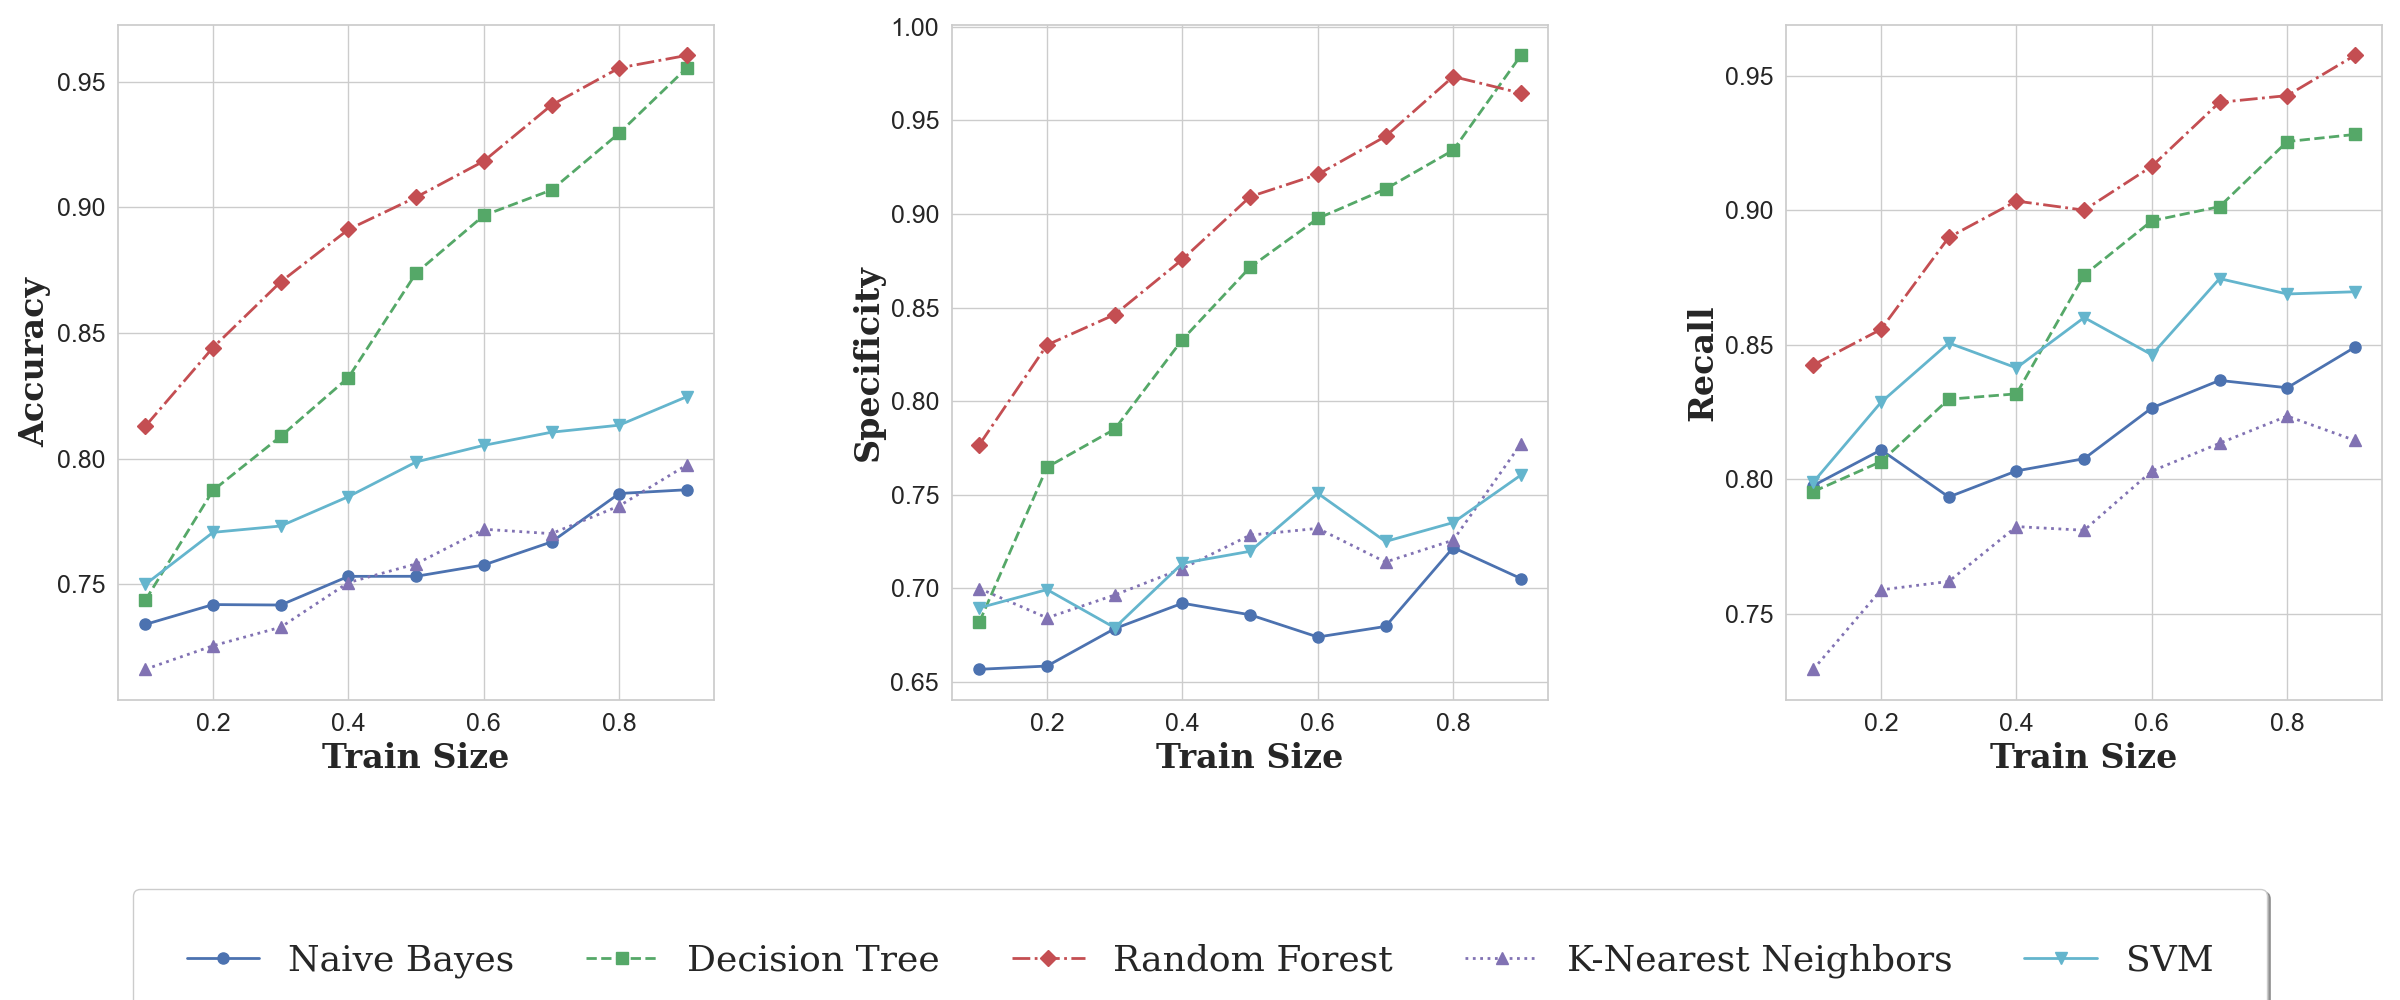 Accuracy
0.95
0.90
0.85
0.80
0.75
0.2 0.4 0.6 0.8
Train Size
Specificity
1.00
0.95
0.90
0.85
0.80
0.75
0.70
0.65
0.2 0.4 0.6 0.8
Train Size
Recall
0.95
0.90
0.85
0.80
0.75
0.2 0.4 0.6 0.8
Train Size
Naive Bayes Decision Tree Random Forest K-Nearest Neighbors SVM